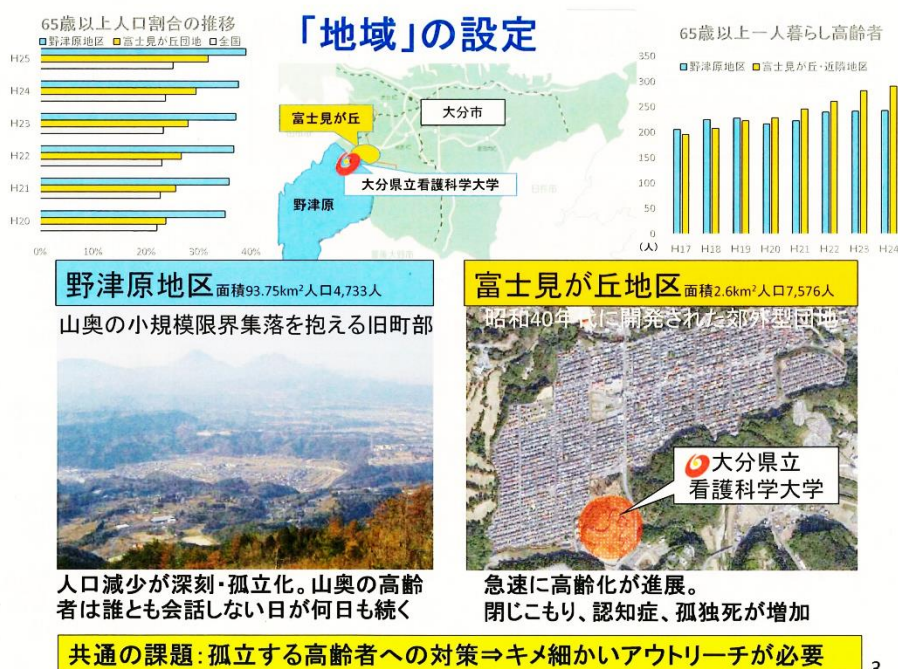 「地域」の設定
65歳以上人口割合の推移
野津原地区 富士見が丘団地 全国
H25
H24
H23
H22
H21
H20
0% 10% 20% 30% 40%
富士見が丘
大分市
大分県立看護科学大学
野津原
65歳以上一人暮らし高齢者
野津原地区 富士見が丘・近隣地区
350
300
250
200
150
100
50
0
(人) H17 H18 H19 H20 H21 H22 H23 H24
野津原地区 面積93.75km²人口4,733人
山奥の小規模限界集落を抱える旧町部
人口減少が深刻・孤立化。山奥の高齢
者は誰とも会話しない日が何日も続く
富士見が丘地区 面積2.6km²人口7,576人
昭和40年代に開発された郊外型団地
大分県立
看護科学大学
急速に高齢化が進展。
閉じこもり、認知症、孤独死が増加
共通の課題:孤立する高齢者への対策⇒キメ細かいアウトリーチが必要
3